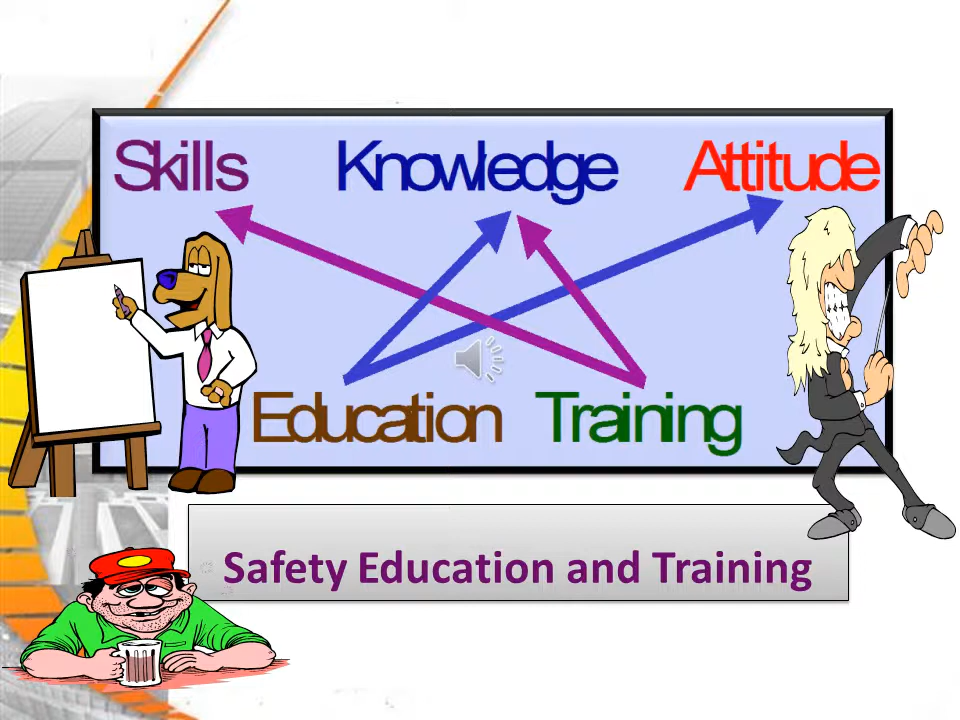 Skills Knowledge Attitude
Education Training
Safety Education and Training